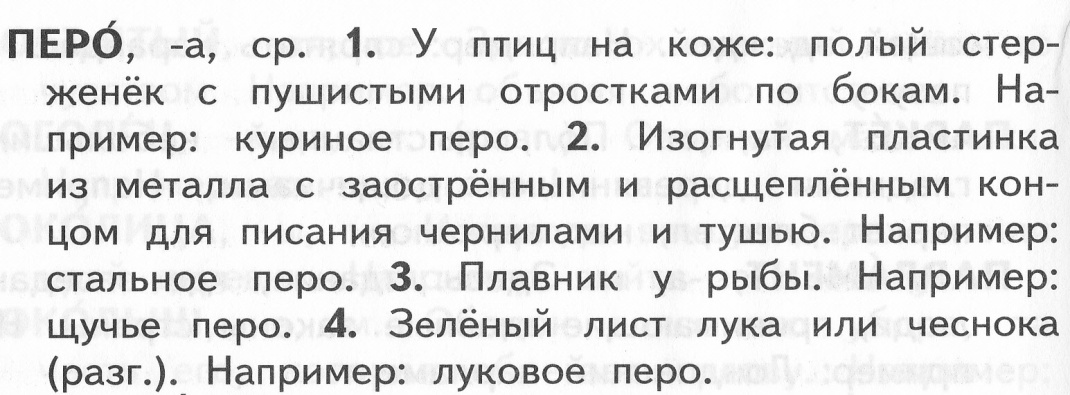 ПЕРО́, -а, ср. 1. У птиц на коже: полый стер-
женёк с пушистыми отростками по бокам. На-
пример: куриное перо. 2. Изогнутая пластинка
из металла с заострённым и расщеплённым кон-
цом для писания чернилами и тушью. Например:
стальное перо. 3. Плавник у рыбы. Например:
щучье перо. 4. Зелёный лист лука или чеснока
(разг.). Например: луковое перо.